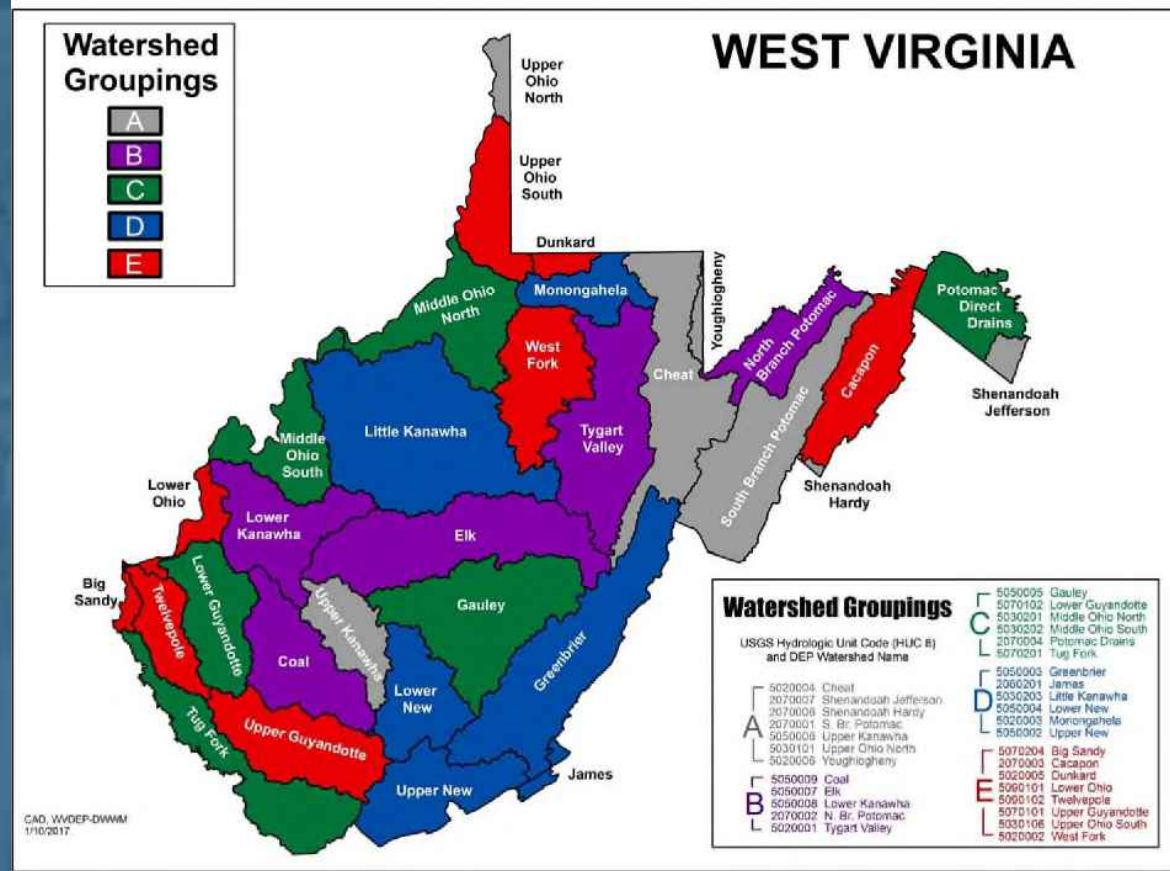 WEST VIRGINIA
Watershed
Groupings
A
B
C
D
E
Upper
Ohio
North
Upper
Ohio
South
Dunkard
Monongahela
Youghiogheny
Middle Ohio
North
West
Fork
Cheat
North
Branch Potomac
Potomac
Direct
Drains
Cacapon
Shenandoah
Jefferson
Tygart
Valley
South Branch Potomac
Little Kanawha
Middle
Ohio
South
Shenandoah
Hardy
Lower
Ohio
Lower
Kanawha
Elk
Big
Sandy
Twelvepole
Lower Guyandotte
Upper Kanawha
Gauley
Coal
Greenbrier
Lower
New
Tug Fork
Upper Guyandotte
James
Upper New
CAO, WVDEP-DWWM
1/10/2017
Watershed Groupings
USGS Hydrologic Unit Code (HUC 8)
and DEP Watershed Name
A
5020004 Cheat
2070007 Shenandoah Jefferson
2070006 Shenandoah Hardy
2070001 S. Br. Potomac
5050006 Upper Kanawha
5030101 Upper Ohio North
5020006 Youghiogheny
B
5050009 Coal
5050007 Elk
5050008 Lower Kanawha
2070002 N. Br. Potomac
5020001 Tygart Valley
C
5050005 Gauley
5070102 Lower Guyandotte
5030201 Middle Ohio North
5030202 Middle Ohio South
2070004 Potomac Drains
5070201 Tug Fork
D
5050003 Greenbrier
2080201 James
5030203 Little Kanawha
5050004 Lower New
5020003 Monongahela
5050002 Upper New
E
5070204 Big Sandy
2070003 Cacapon
5020005 Dunkard
5090101 Lower Ohio
5090102 Twelvepole
5070101 Upper Guyandotte
5030106 Upper Ohio South
5020002 West Fork